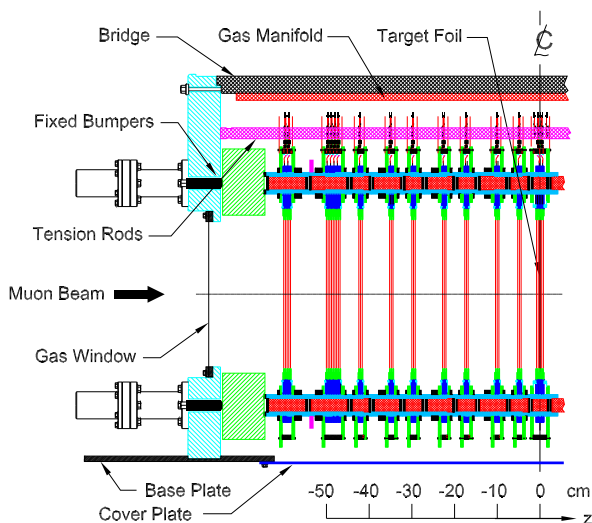 Bridge
Gas Manifold
Target Foil
℄
Fixed Bumpers
Tension Rods
Muon Beam
Gas Window
Base Plate
Cover Plate
-50 -40 -30 -20 -10 0 cm
z